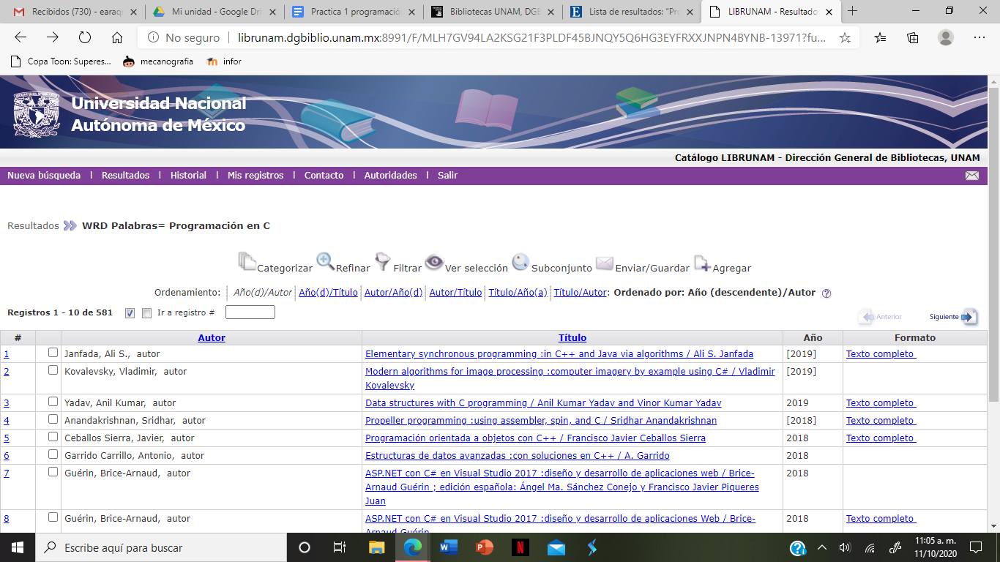 Recibidos (730) - earaq
Mi unidad - Google Dri
Practica 1 programación
Bibliotecas UNAM, DGB
Lista de resultados: "Pro
LIBRUNAM - Resultado
No seguro
librunam.dgbiblio.unam.mx:8991/F/MLH7GV94LA2KSG21F3PLDF45BJNQY5Q6HG3EYFRXXJNPN4BYNB-13971?fu...
Copa Toon: Superes...
mecanografia
infor
Universidad Nacional
Autónoma de México
Catálogo LIBRUNAM - Dirección General de Bibliotecas, UNAM
Nueva búsqueda | Resultados | Historial | Mis registros | Contacto | Autoridades | Salir
Resultados WRD Palabras= Programación en C
Categorizar Refinar Filtrar Ver selección Subconjunto Enviar/Guardar Agregar
Ordenamiento: Año(d)/Autor Año(d)/Título Autor/Año(d) Autor/Título Título/Año(a) Título/Autor: Ordenado por: Año (descendente)/Autor
Registros 1 - 10 de 581 Ir a registro # Anterior Siguiente
# Autor Título Año Formato
1 Janfada, Ali S., autor Elementary synchronous programming :in C++ and Java via algorithms / Ali S. Janfada [2019] Texto completo
2 Kovalevsky, Vladimir, autor Modern algorithms for image processing :computer imagery by example using C# / Vladimir [2019]
Kovalevsky
3 Yadav, Anil Kumar, autor Data structures with C programming / Anil Kumar Yadav and Vinor Kumar Yadav 2019 Texto completo
4 Anandakrishnan, Sridhar, autor Propeller programming :using assembler, spin, and C / Sridhar Anandakrishnan [2018] Texto completo
5 Ceballos Sierra, Javier, autor Programación orientada a objetos con C++ / Francisco Javier Ceballos Sierra 2018 Texto completo
6 Garrido Carrillo, Antonio, autor Estructuras de datos avanzadas :con soluciones en C++ / A. Garrido 2018
7 Guérin, Brice-Arnaud, autor ASP.NET con C# en Visual Studio 2017 :diseño y desarrollo de aplicaciones web / Brice- 2018
Arnaud Guérin ; edición española: Ángel Ma. Sánchez Conejo y Francisco Javier Piqueres
Juan
8 Guérin, Brice-Arnaud, autor ASP.NET con C# en Visual Studio 2017 :diseño y desarrollo de aplicaciones Web / Brice- 2018 Texto completo
Arnaud Guérin
Escribe aquí para buscar
11:05 a. m.
11/10/2020